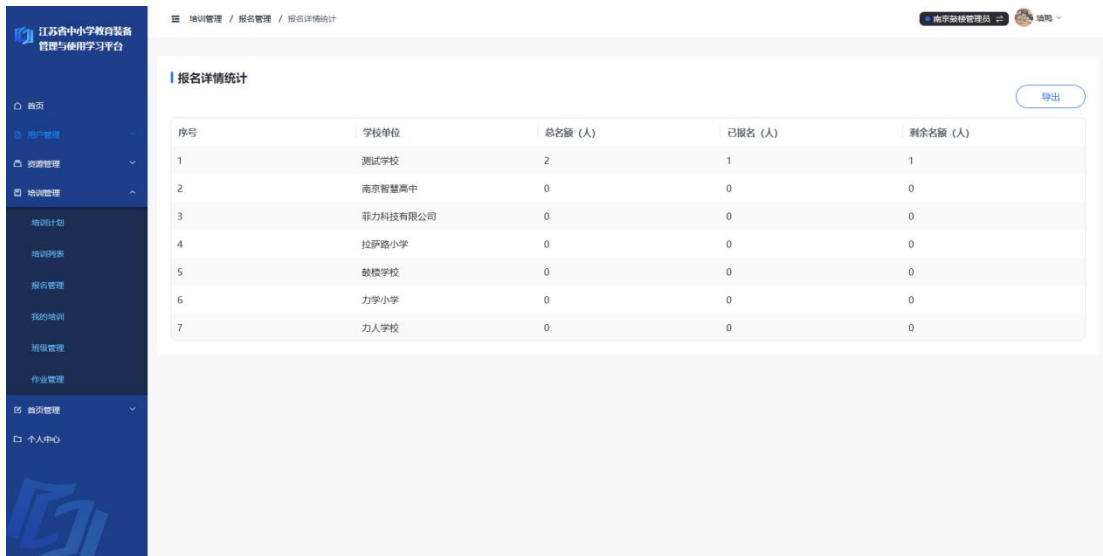 江苏省中小学教育装备
管理与使用学习平台
培训管理 / 报名管理 / 报名详情统计
南京鼓楼管理员
首页
用户管理
资源管理
培训管理
培训计划
培训列表
报名管理
我的培训
班级管理
作业管理
首页管理
个人中心
报名详情统计
导出
序号 学校单位 总名额（人） 已报名（人） 剩余名额（人）
1 测试学校 2 1 1
2 南京智慧高中 0 0 0
3 菲力科技有限公司 0 0 0
4 拉萨路小学 0 0 0
5 鼓楼学校 0 0 0
6 力学小学 0 0 0
7 力人学校 0 0 0